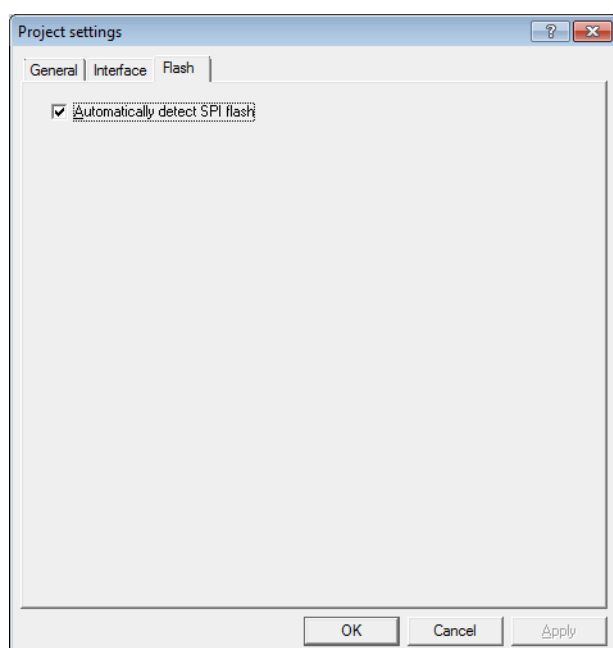 Project settings
General Interface Flash
Automatically detect SPI flash
OK Cancel Apply